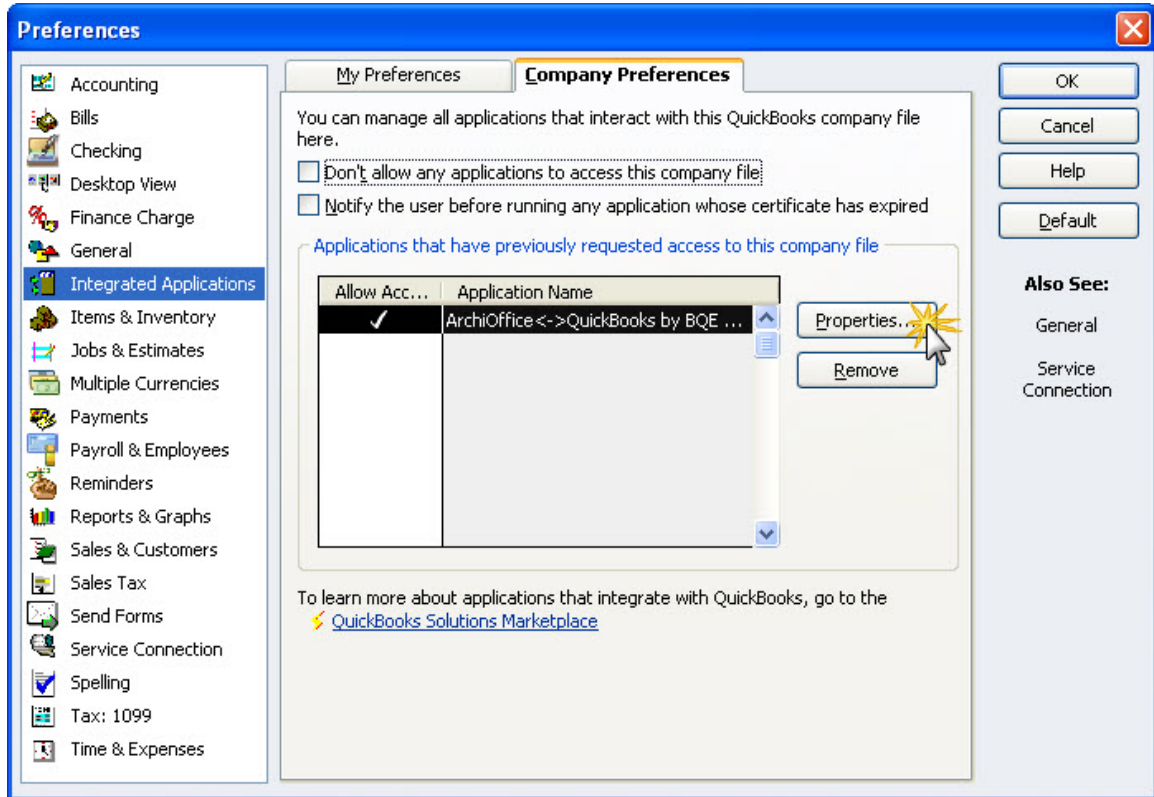 Preferences
Accounting
Bills
Checking
Desktop View
Finance Charge
General
Integrated Applications
Items & Inventory
Jobs & Estimates
Multiple Currencies
Payments
Payroll & Employees
Reminders
Reports & Graphs
Sales & Customers
Sales Tax
Send Forms
Service Connection
Spelling
Tax: 1099
Time & Expenses
My Preferences
Company Preferences
You can manage all applications that interact with this QuickBooks company file
here.
Don't allow any applications to access this company file
Notify the user before running any application whose certificate has expired
Applications that have previously requested access to this company file
Allow Acc... Application Name
ArchiOffice<->QuickBooks by BQE ...
Properties...
Remove
To learn more about applications that integrate with QuickBooks, go to the
QuickBooks Solutions Marketplace
OK
Cancel
Help
Default
Also See:
General
Service
Connection